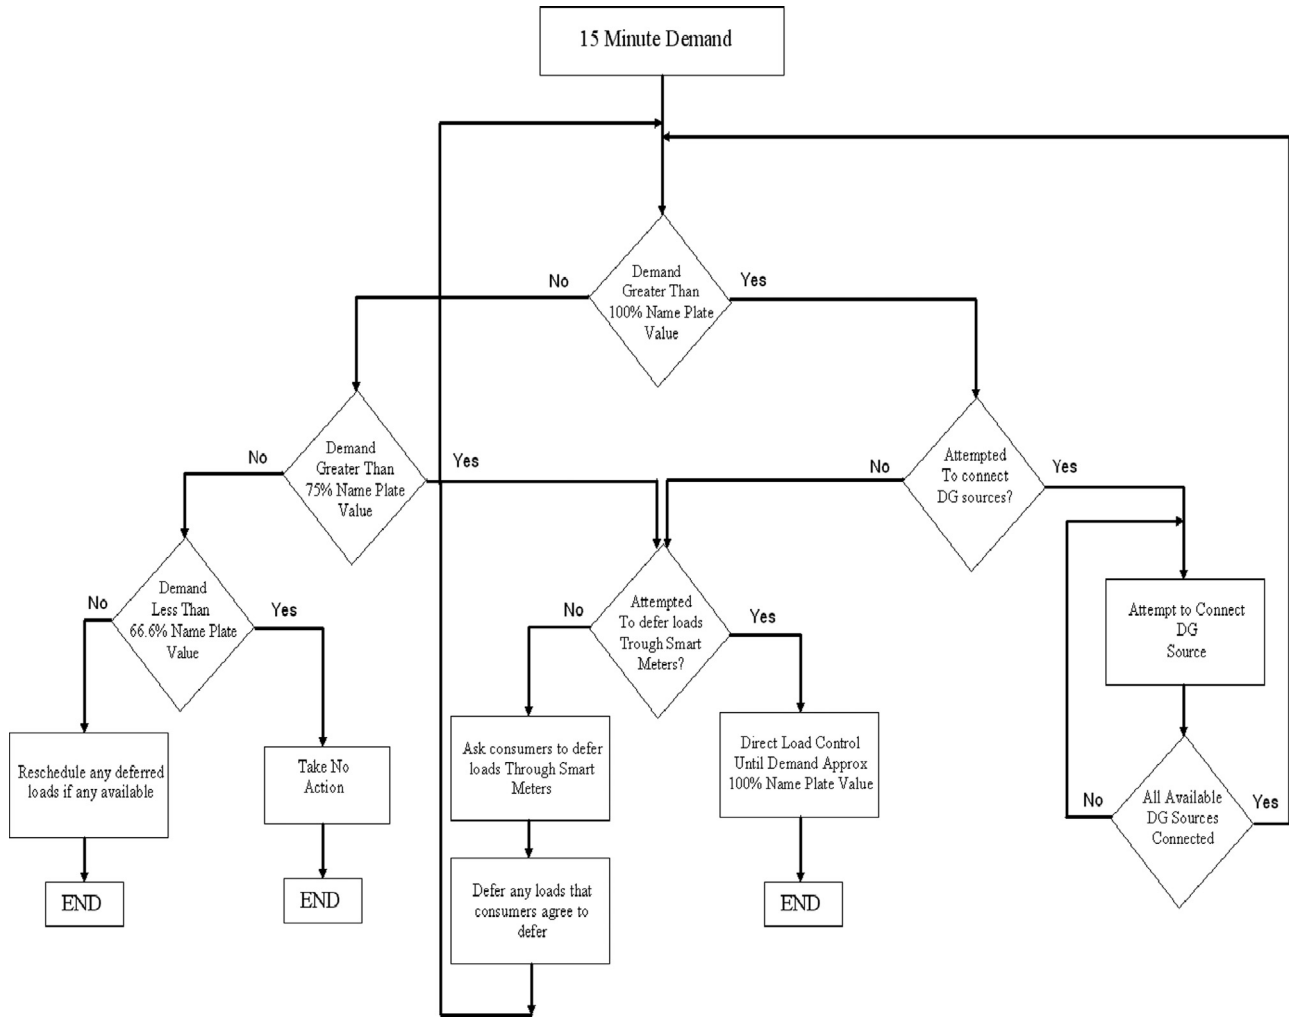 15 Minute Demand
No
Demand
Greater Than
100% Name Plate
Value
Yes
No
Demand
Greater Than
75% Name Plate
Value
Yes
No
Attempted
To connect
DG sources?
Yes
No
Demand
Less Than
66.6% Name Plate
Value
Yes
No
Attempted
To defer loads
Trough Smart
Meters?
Yes
Attempt to Connect
DG
Source
Reschedule any deferred
loads if any available
Take No
Action
Ask consumers to defer
loads Through Smart
Meters
Direct Load Control
Until Demand Approx
100% Name Plate Value
No
All Available
DG Sources
Connected
Yes
END
END
Defer any loads that
consumers agree to
defer
END